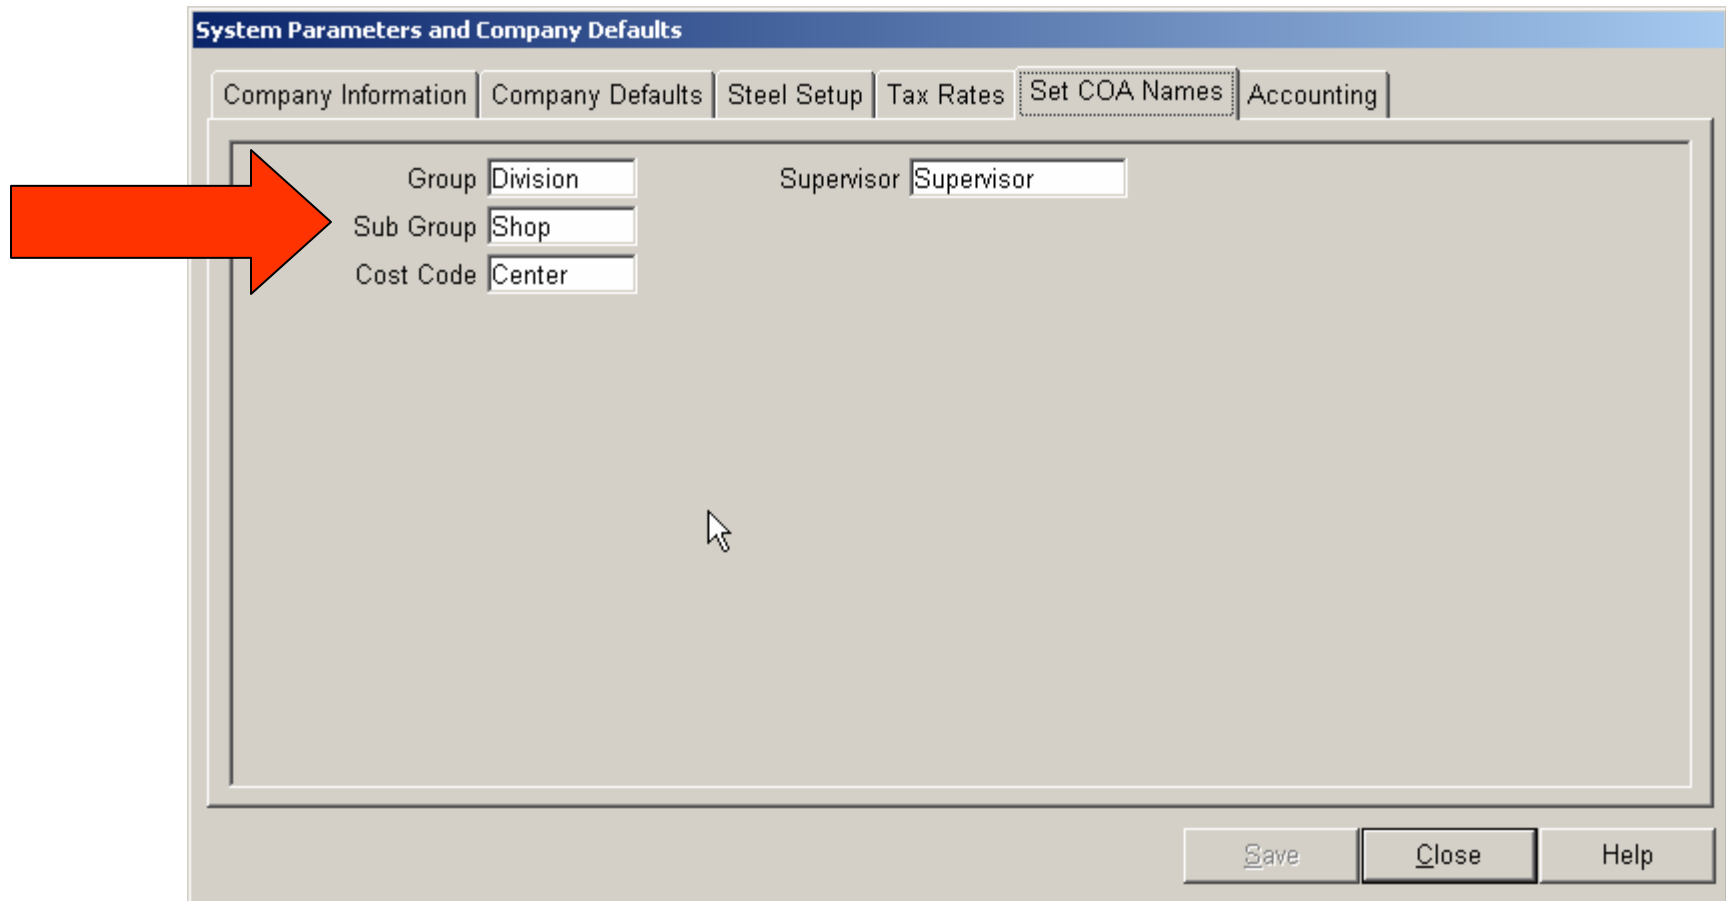 System Parameters and Company Defaults
Company Information Company Defaults Steel Setup Tax Rates Set COA Names Accounting
Group Division Supervisor Supervisor
Sub Group Shop
Cost Code Center
Save Close Help